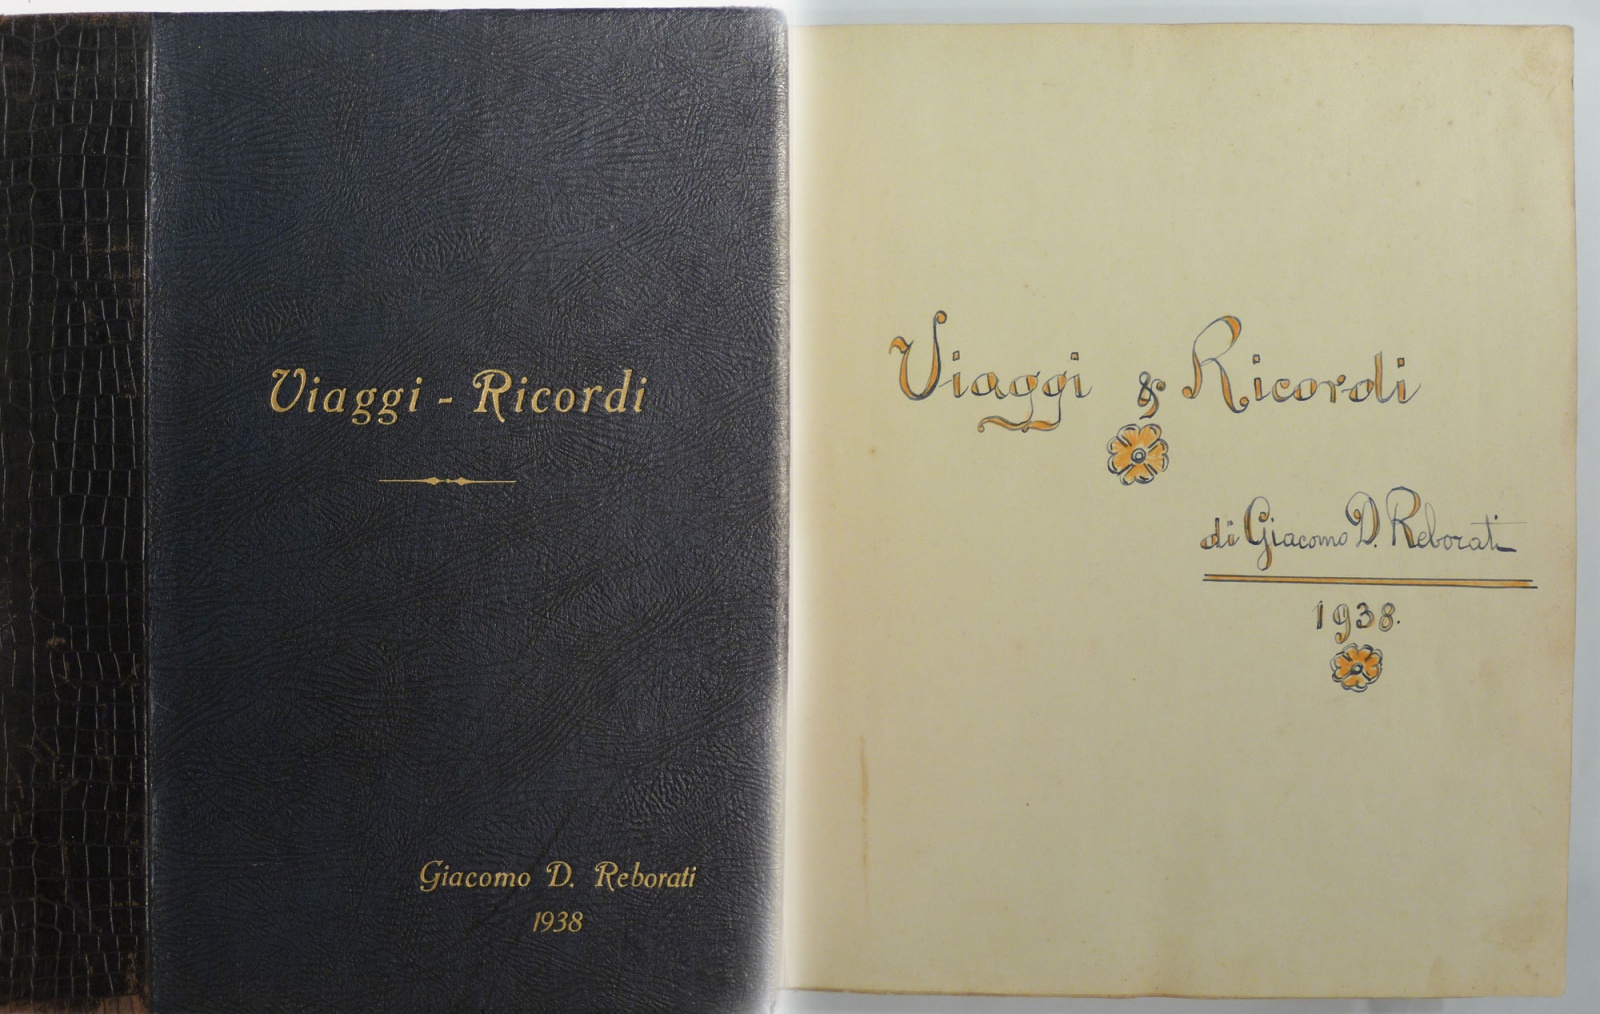 Viaggi - Ricordi
Giacomo D. Reborati
1938
Viaggi & Ricordi
di Giacomo D. Reborati
1938.